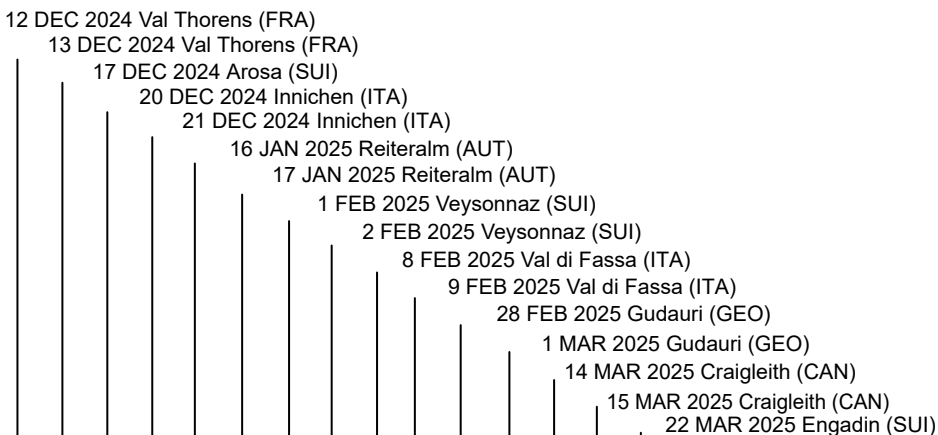 12 DEC 2024 Val Thorens (FRA)
13 DEC 2024 Val Thorens (FRA)
17 DEC 2024 Arosa (SUI)
20 DEC 2024 Innichen (ITA)
21 DEC 2024 Innichen (ITA)
16 JAN 2025 Reiteralm (AUT)
17 JAN 2025 Reiteralm (AUT)
1 FEB 2025 Veysonnaz (SUI)
2 FEB 2025 Veysonnaz (SUI)
8 FEB 2025 Val di Fassa (ITA)
9 FEB 2025 Val di Fassa (ITA)
28 FEB 2025 Gudauri (GEO)
1 MAR 2025 Gudauri (GEO)
14 MAR 2025 Craigleith (CAN)
15 MAR 2025 Craigleith (CAN)
22 MAR 2025 Engadin (SUI)